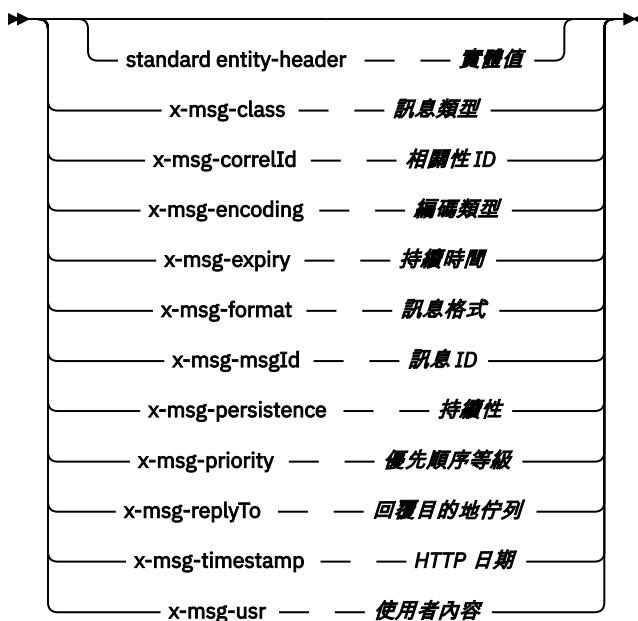 standard entity-header — — 實體值
x-msg-class — — 訊息類型
x-msg-correlId — — 相關性 ID
x-msg-encoding — — 編碼類型
x-msg-expiry — — 持續時間
x-msg-format — — 訊息格式
x-msg-msgId — — 訊息 ID
x-msg-persistence — — 持續性
x-msg-priority — — 優先順序等級
x-msg-replyTo — — 回覆目的地佇列
x-msg-timestamp — — HTTP 日期
x-msg-usr — — 使用者內容